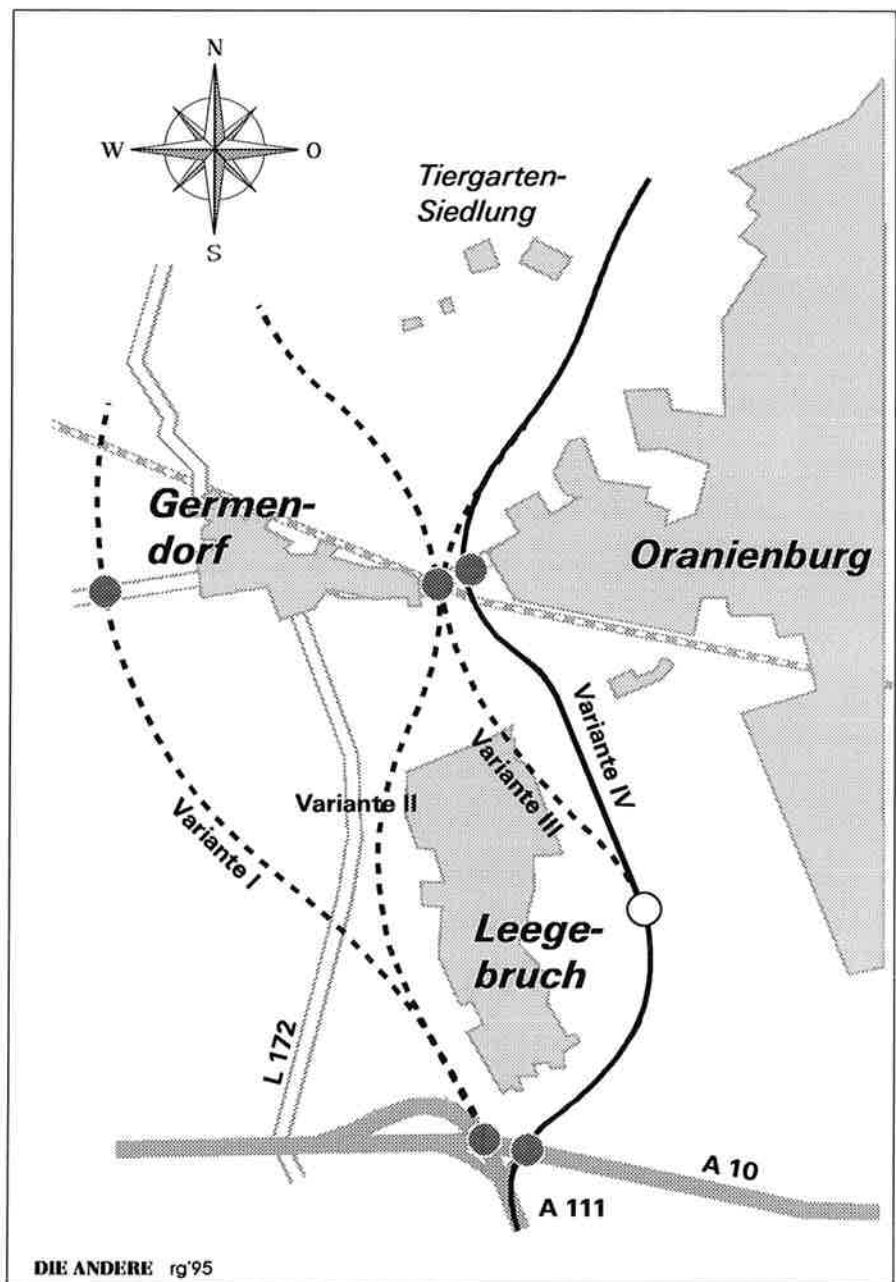 N
W
O
S
Tiergarten-
Siedlung
Germen-
dorf
Oranienburg
Variante I
Variante II
Variante III
Variante IV
Leege-
bruch
L 172
A 10
A 111
DIE ANDERE rg'95